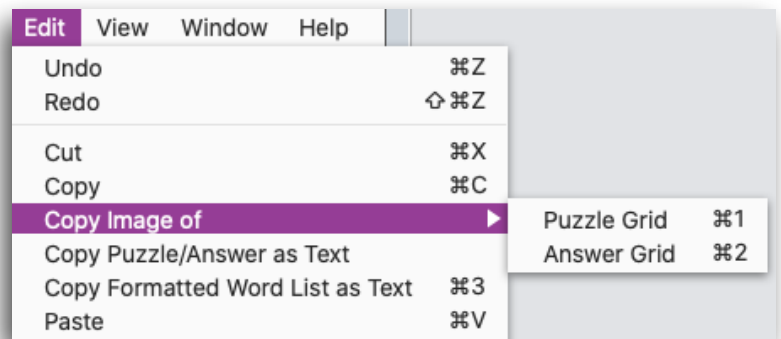 Edit View Window Help
Undo ⌘Z
Redo ⇧⌘Z
Cut ⌘X
Copy ⌘C
Copy Image of ▶ Puzzle Grid ⌘1
Copy Puzzle/Answer as Text Answer Grid ⌘2
Copy Formatted Word List as Text ⌘3
Paste ⌘V